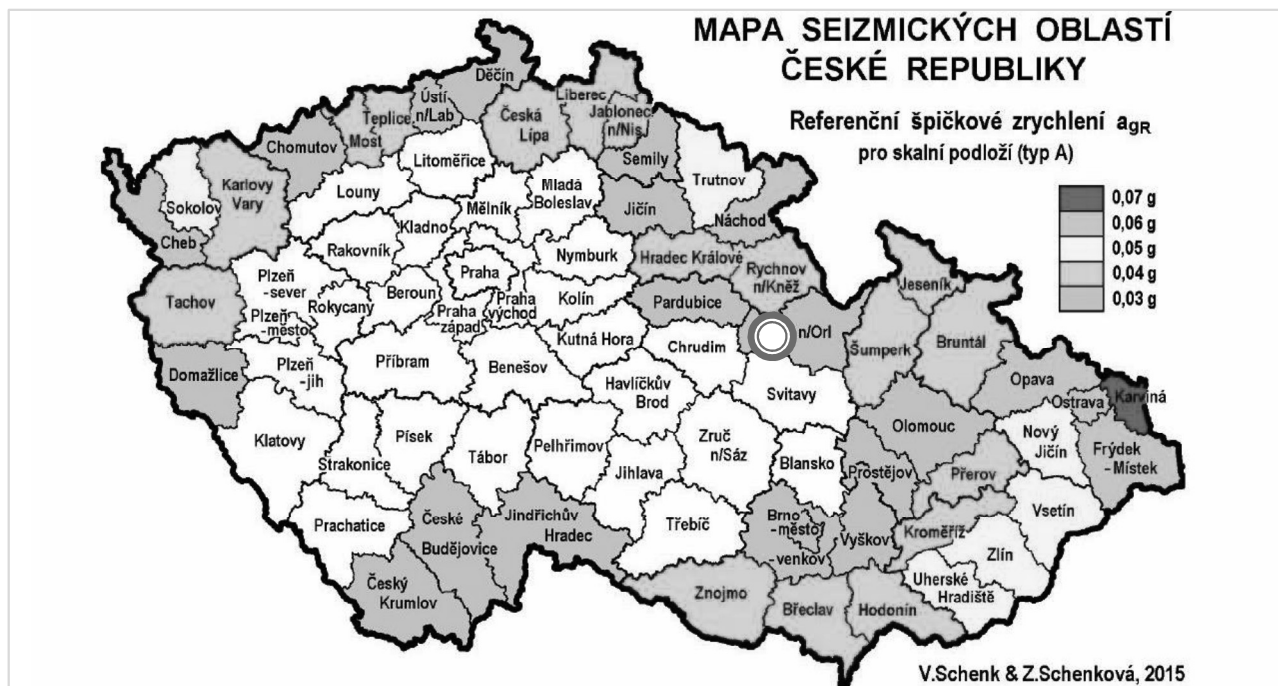 MAPA SEIZMICKÝCH OBLASTÍ
ČESKÉ REPUBLIKY
Referenční špičkové zrychlení aGR
pro skalní podloží (typ A)
0,07 g
0,06 g
0,05 g
0,04 g
0,03 g
Děčín
Ústí
n/Lab
Teplice
Most
Chomutov
Liberec
Jablonec
n/Nis
Česká
Lípa
Semily
Litoměřice
Louny
Karlovy
Vary
Sokolov
Cheb
Mladá
Boleslav
Jičín
Trutnov
Náchod
Mělník
Kladno
Rakovník
Nymburk
Hradec Králové
Rychnov
n/Kněž
Praha
Tachov
Plzeň
-sever
Rokycany
Beroun
Praha
západ
Praha
východ
Kolín
Pardubice
Plzeň
-město
Kutná Hora
Chrudim
n/Orl
Jeseník
Šumperk
Bruntál
Domažlice
Plzeň
-jih
Příbram
Benešov
Havlíčkův
Brod
Svitavy
Opava
Ostrava
Karviná
Olomouc
Nový
Jičín
Frýdek
-Místek
Klatovy
Strakonice
Písek
Tábor
Pelhřimov
Jihlava
Zruč
n/Sáz
Blansko
Prostějov
Přerov
Vsetín
Prachatice
České
Budějovice
Jindřichův
Hradec
Třebíč
Brno
-město
-venkov
Vyškov
Kroměříž
Zlín
Uherské
Hradiště
Český
Krumlov
Znojmo
Břeclav
Hodonín
V.Schenk & Z.Schenková, 2015